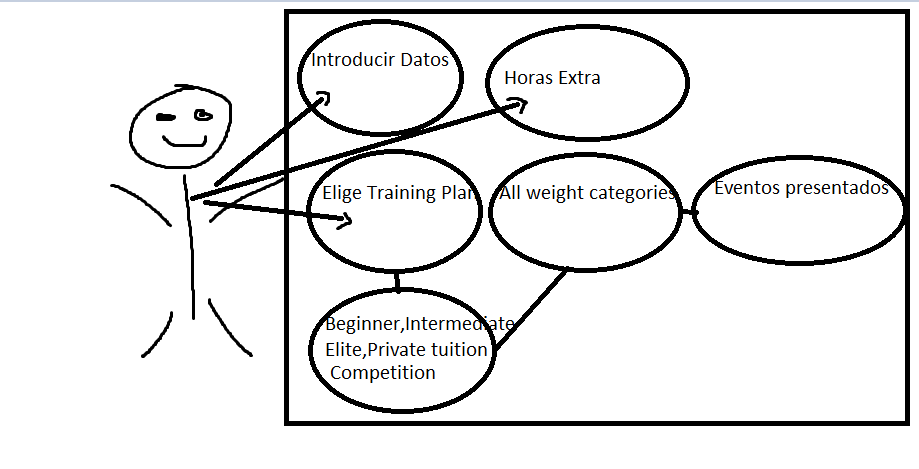 Introducir Datos
Horas Extra
Elige Training Plan
All weight categories
Eventos presentados
Beginner,Intermediate
Elite,Private tuition
Competition